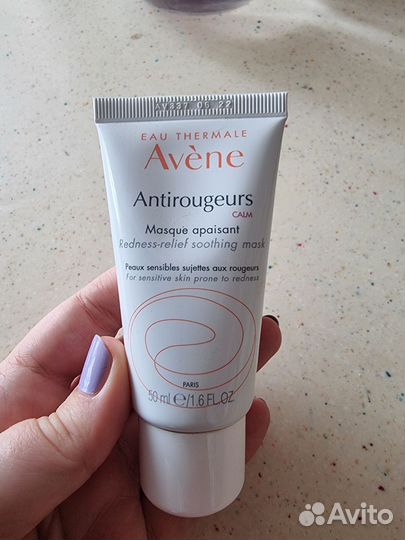 AV337 06 22
EAU THERMALE
Avène
Antirougeurs
CALM
Masque apaisant
Redness-relief soothing mask
Peaux sensibles sujettes aux rougeurs
For sensitive skin prone to redness
PARIS
50 ml ℮/1.6 FL.OZ
Avito